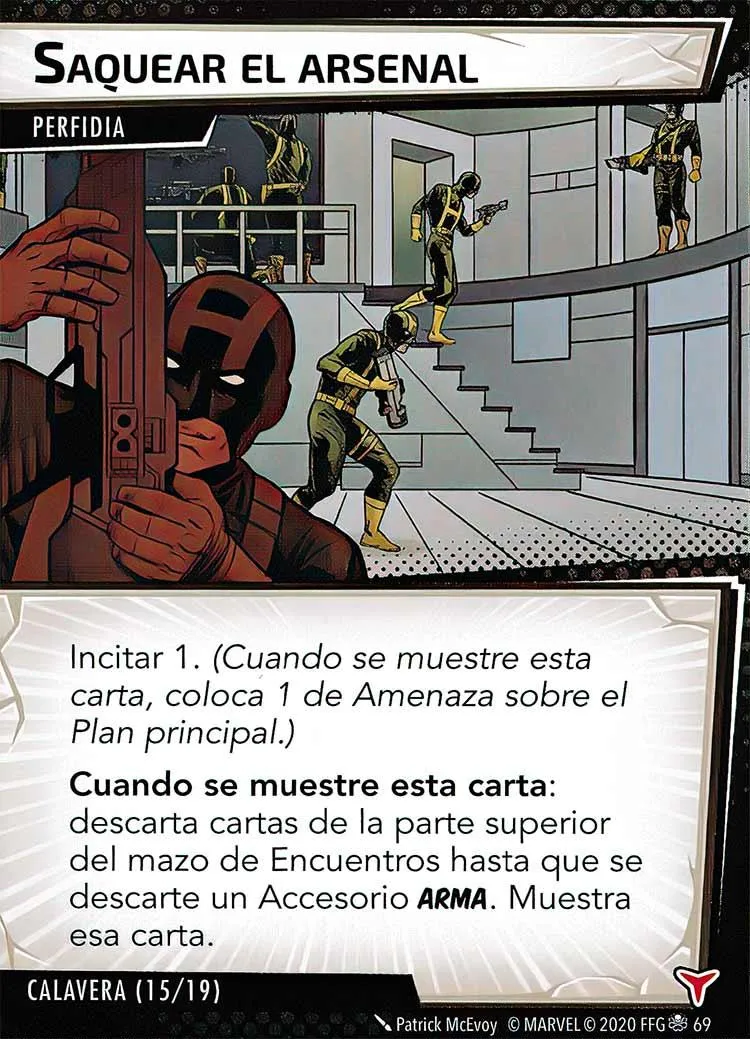 SAQUEAR EL ARSENAL
PERFIDIA
Incitar 1. (Cuando se muestre esta
carta, coloca 1 de Amenaza sobre el
Plan principal.)
Cuando se muestre esta carta:
descarta cartas de la parte superior
del mazo de Encuentros hasta que se
descarte un Accesorio ARMA. Muestra
esa carta.
CALAVERA (15/19)
Patrick McEvoy © MARVEL © 2020 FFG 69